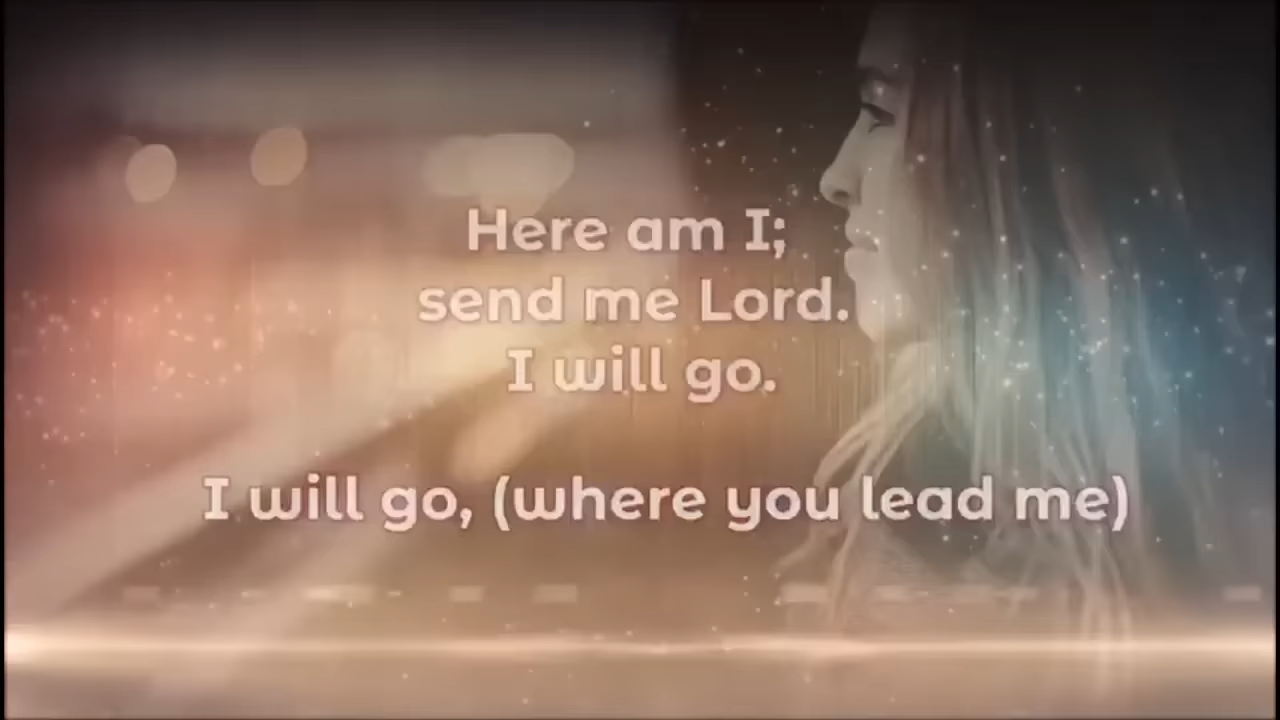 Here am I;
send me Lord.
I will go.
I will go, (where you lead me)